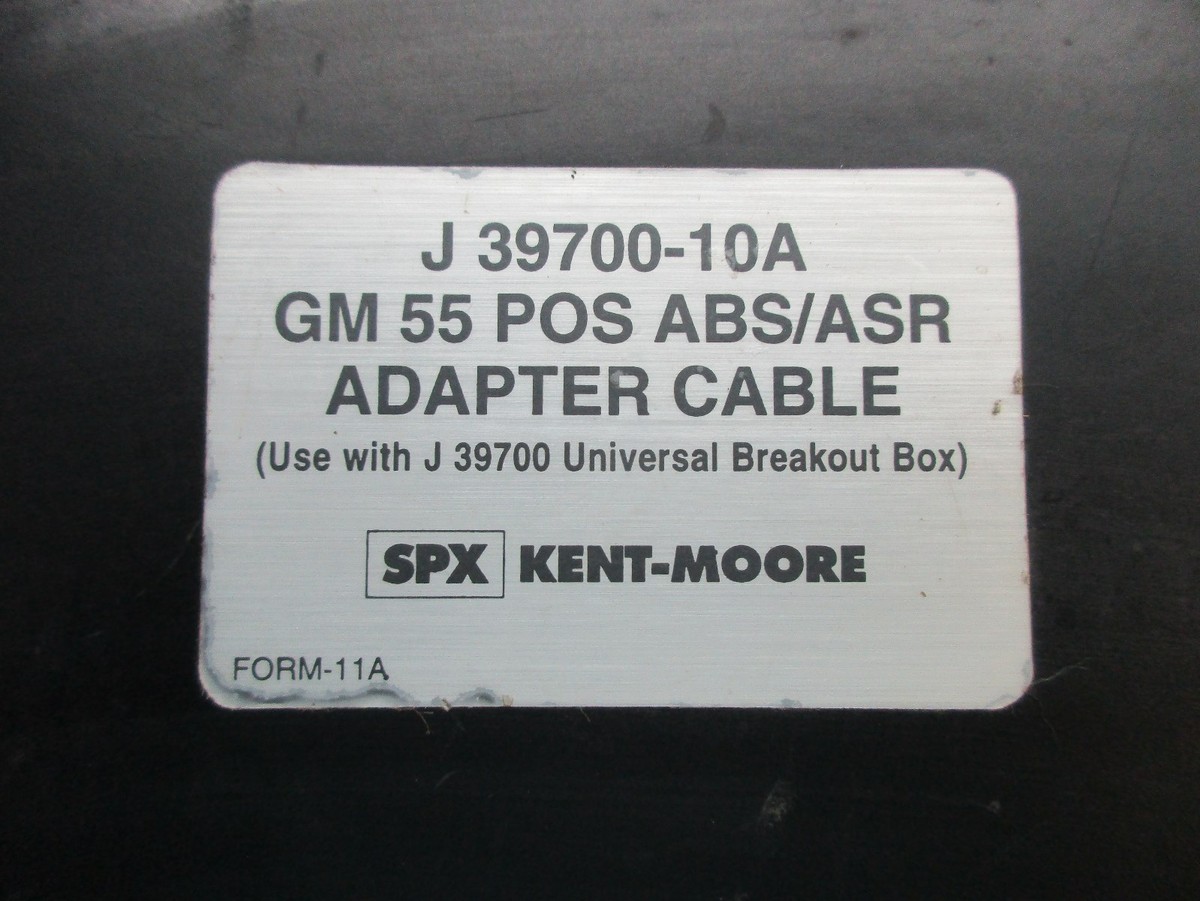 J 39700-10A
GM 55 POS ABS/ASR
ADAPTER CABLE
(Use with J 39700 Universal Breakout Box)
SPX KENT-MOORE
FORM-11A